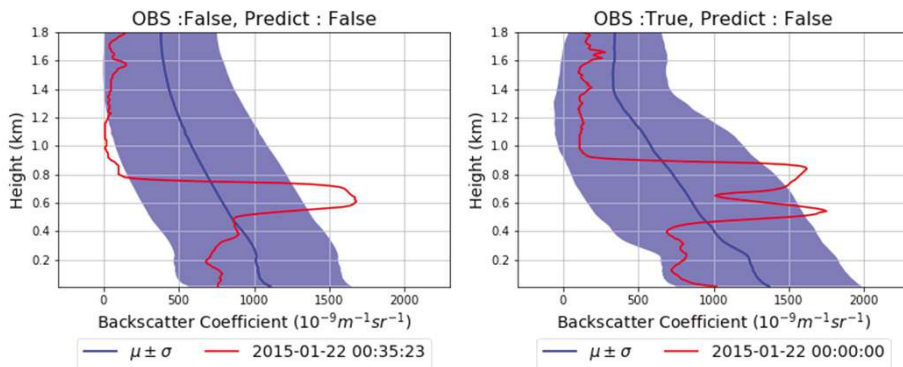 OBS :False, Predict : False
1.8
1.6
1.4
1.2
1.0
0.8
0.6
0.4
0.2
Height (km)
0 500 1000 1500 2000
Backscatter Coefficient (10⁻⁹m⁻¹sr⁻¹)
μ ± σ 2015-01-22 00:35:23
OBS :True, Predict : False
1.8
1.6
1.4
1.2
1.0
0.8
0.6
0.4
0.2
Height (km)
0 500 1000 1500 2000
Backscatter Coefficient (10⁻⁹m⁻¹sr⁻¹)
μ ± σ 2015-01-22 00:00:00